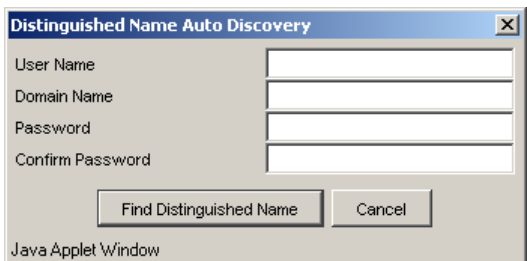 Distinguished Name Auto Discovery
User Name
Domain Name
Password
Confirm Password
Find Distinguished Name Cancel
Java Applet Window